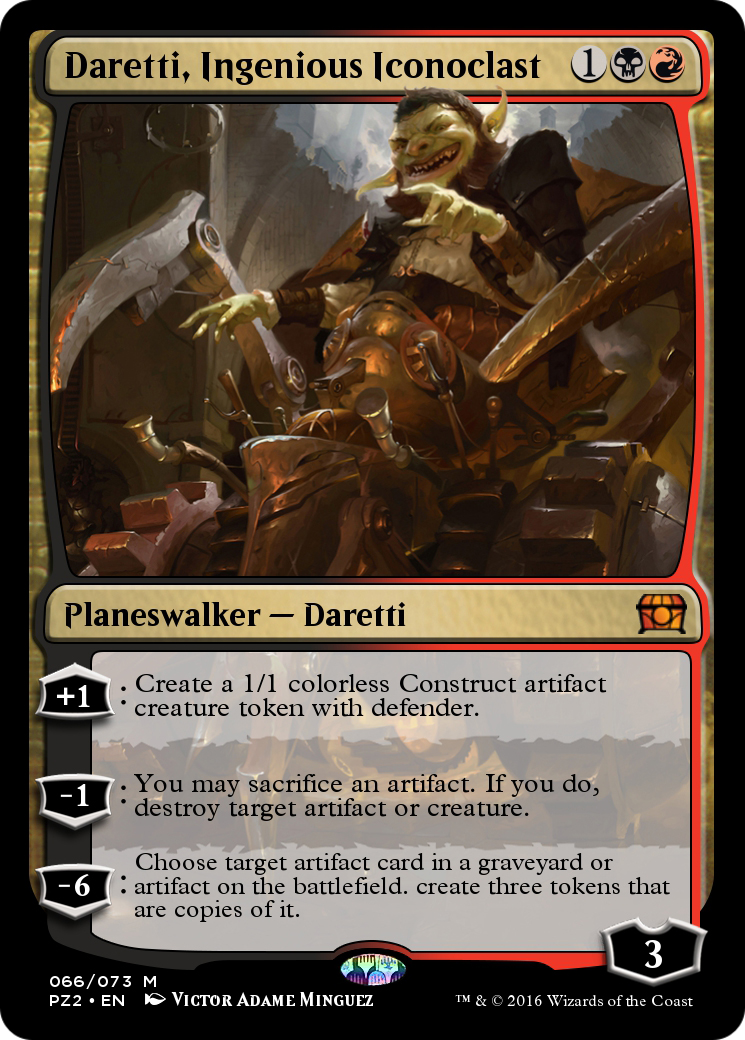 Daretti, Ingenious Iconoclast 1
Planeswalker — Daretti
+1 : Create a 1/1 colorless Construct artifact
creature token with defender.
-1 : You may sacrifice an artifact. If you do,
destroy target artifact or creature.
Choose target artifact card in a graveyard or
-6 : artifact on the battlefield. create three tokens that
are copies of it.
3
066/073 M
PZ2 • EN Victor Adame Minguez
™ & © 2016 Wizards of the Coast